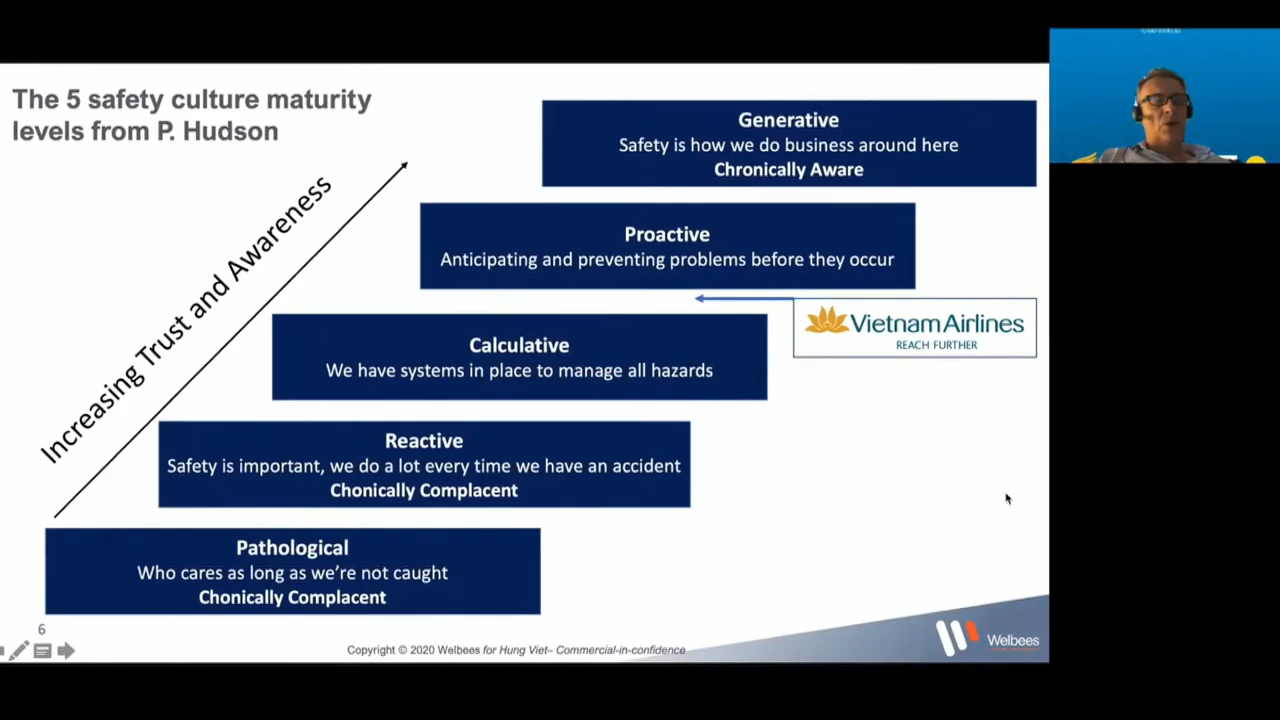 The 5 safety culture maturity
levels from P. Hudson
Increasing Trust and Awareness
Generative
Safety is how we do business around here
Chronically Aware
Proactive
Anticipating and preventing problems before they occur
Vietnam Airlines
REACH FURTHER
Calculative
We have systems in place to manage all hazards
Reactive
Safety is important, we do a lot every time we have an accident
Chonically Complacent
Pathological
Who cares as long as we're not caught
Chonically Complacent
6
Copyright © 2020 Welbees for Hung Viet– Commercial-in-confidence
Welbees